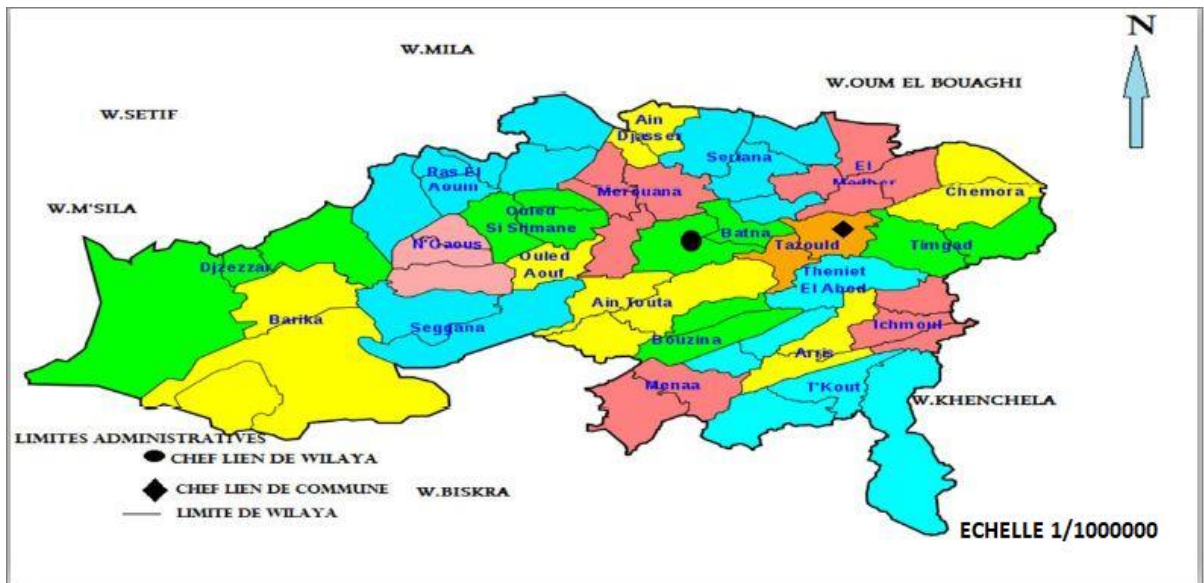 W.MILA
N
W.OUM EL BOUAGHI
W.SETIF
Ain
Djasser
Seriana
El
Madher
Ras El
Aouin
Merouana
Chemora
W.M'SILA
Ouled
Si Slimane
Batna
N'Gaous
Tazould
Timgad
Ouled
Aouf
Djzezzar
Theniet
El Abed
Ain Touta
Barika
Seggana
Ichmoul
Bouzina
Arris
Menaa
T'Kout
W.KHENCHELA
LIMITES ADMINISTRATIVES
CHEF LIEN DE WILAYA
CHEF LIEN DE COMMUNE
W.BISKRA
LIMITE DE WILAYA
ECHELLE 1/1000000